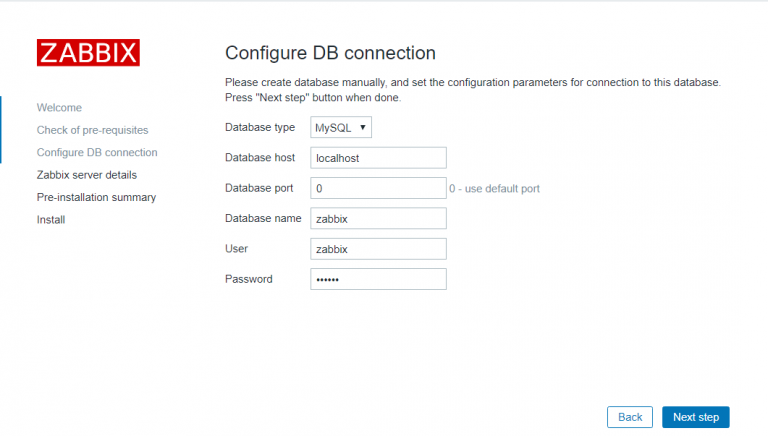 ZABBIX
Welcome
Check of pre-requisites
Configure DB connection
Zabbix server details
Pre-installation summary
Install
Configure DB connection
Please create database manually, and set the configuration parameters for connection to this database.
Press "Next step" button when done.
Database type MySQL ▼
Database host localhost
Database port 0 0 - use default port
Database name zabbix
User zabbix
Password ••••••
Back Next step